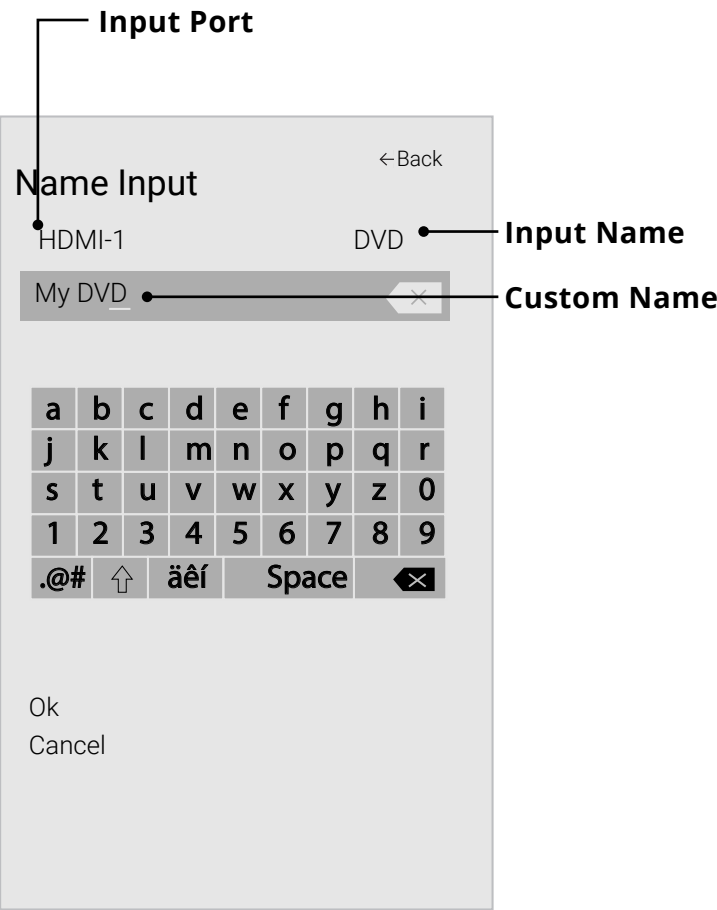 Input Port
←Back
Name Input
HDMI-1 DVD Input Name
My DVD Custom Name
a b c d e f g h i
j k l m n o p q r
s t u v w x y z 0
1 2 3 4 5 6 7 8 9
.@# äêí Space
Ok
Cancel